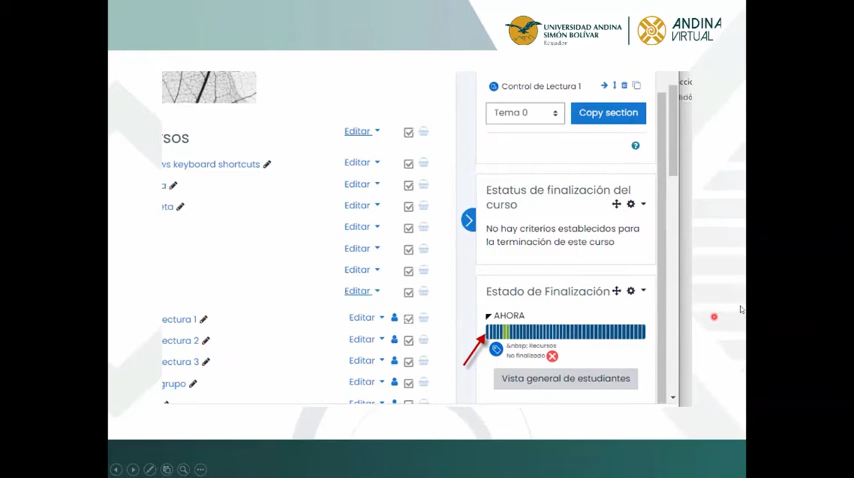 UNIVERSIDAD ANDINA
SIMÓN BOLÍVAR
Ecuador
ANDINA
VIRTUAL
Control de Lectura 1
Tema 0
Copy section
SOS
Editar
ws keyboard shortcuts
Editar
a
Editar
eta
Editar
Editar
Editar
Editar
Editar
ectura 1
Editar
ectura 2
Editar
ectura 3
Editar
grupo
Editar
Editar
Estatus de finalización del
curso
No hay criterios establecidos para
la terminación de este curso
Estado de Finalización
AHORA
&nbsp; Recursos
No finalizado
Vista general de estudiantes